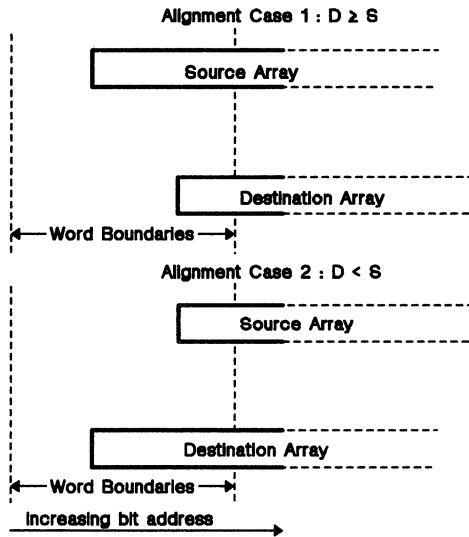 Alignment Case 1 : D ≥ S
Source Array
Destination Array
Word Boundaries
Alignment Case 2 : D < S
Source Array
Destination Array
Word Boundaries
Increasing bit address